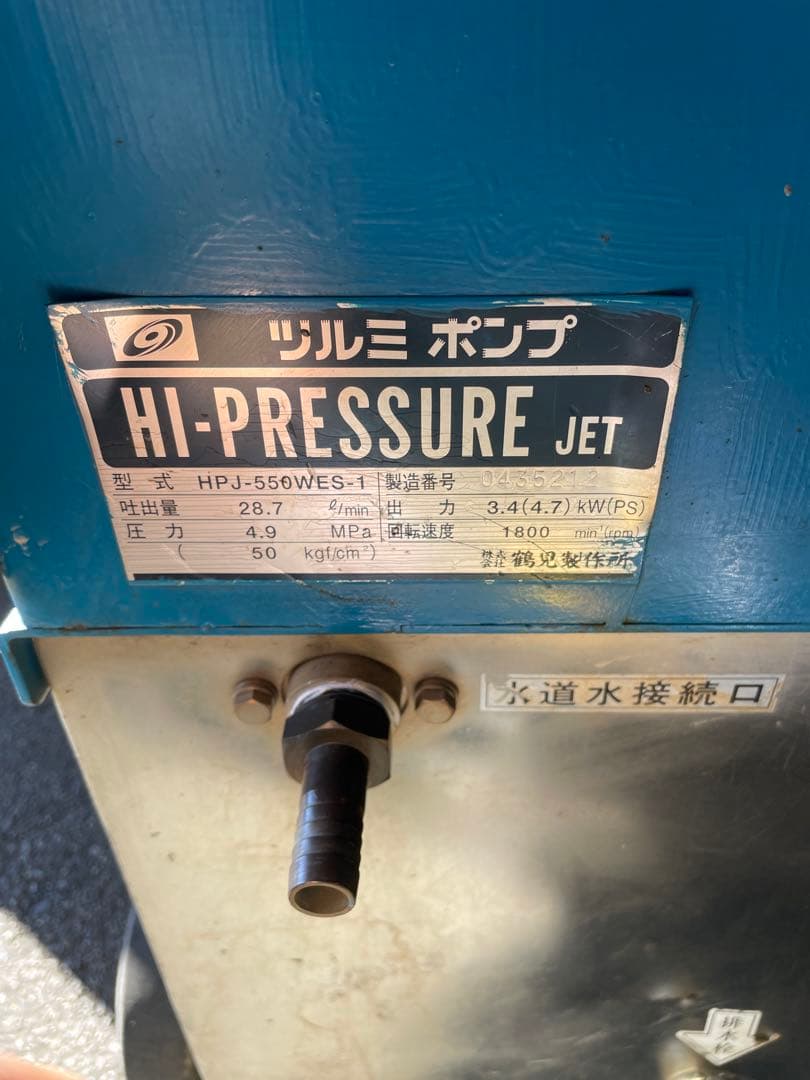 ツルミ ポンプ
HI-PRESSURE JET
型式 HPJ-550WES-1 製造番号 0435212
吐出量 28.7 ℓ/min 出力 3.4(4.7) kW(PS)
圧力 4.9 MPa 回転速度 1800 min⁻¹(rpm)
( 50 kgf/cm²) 株式会社 鶴見製作所
水道水接続口
排水栓